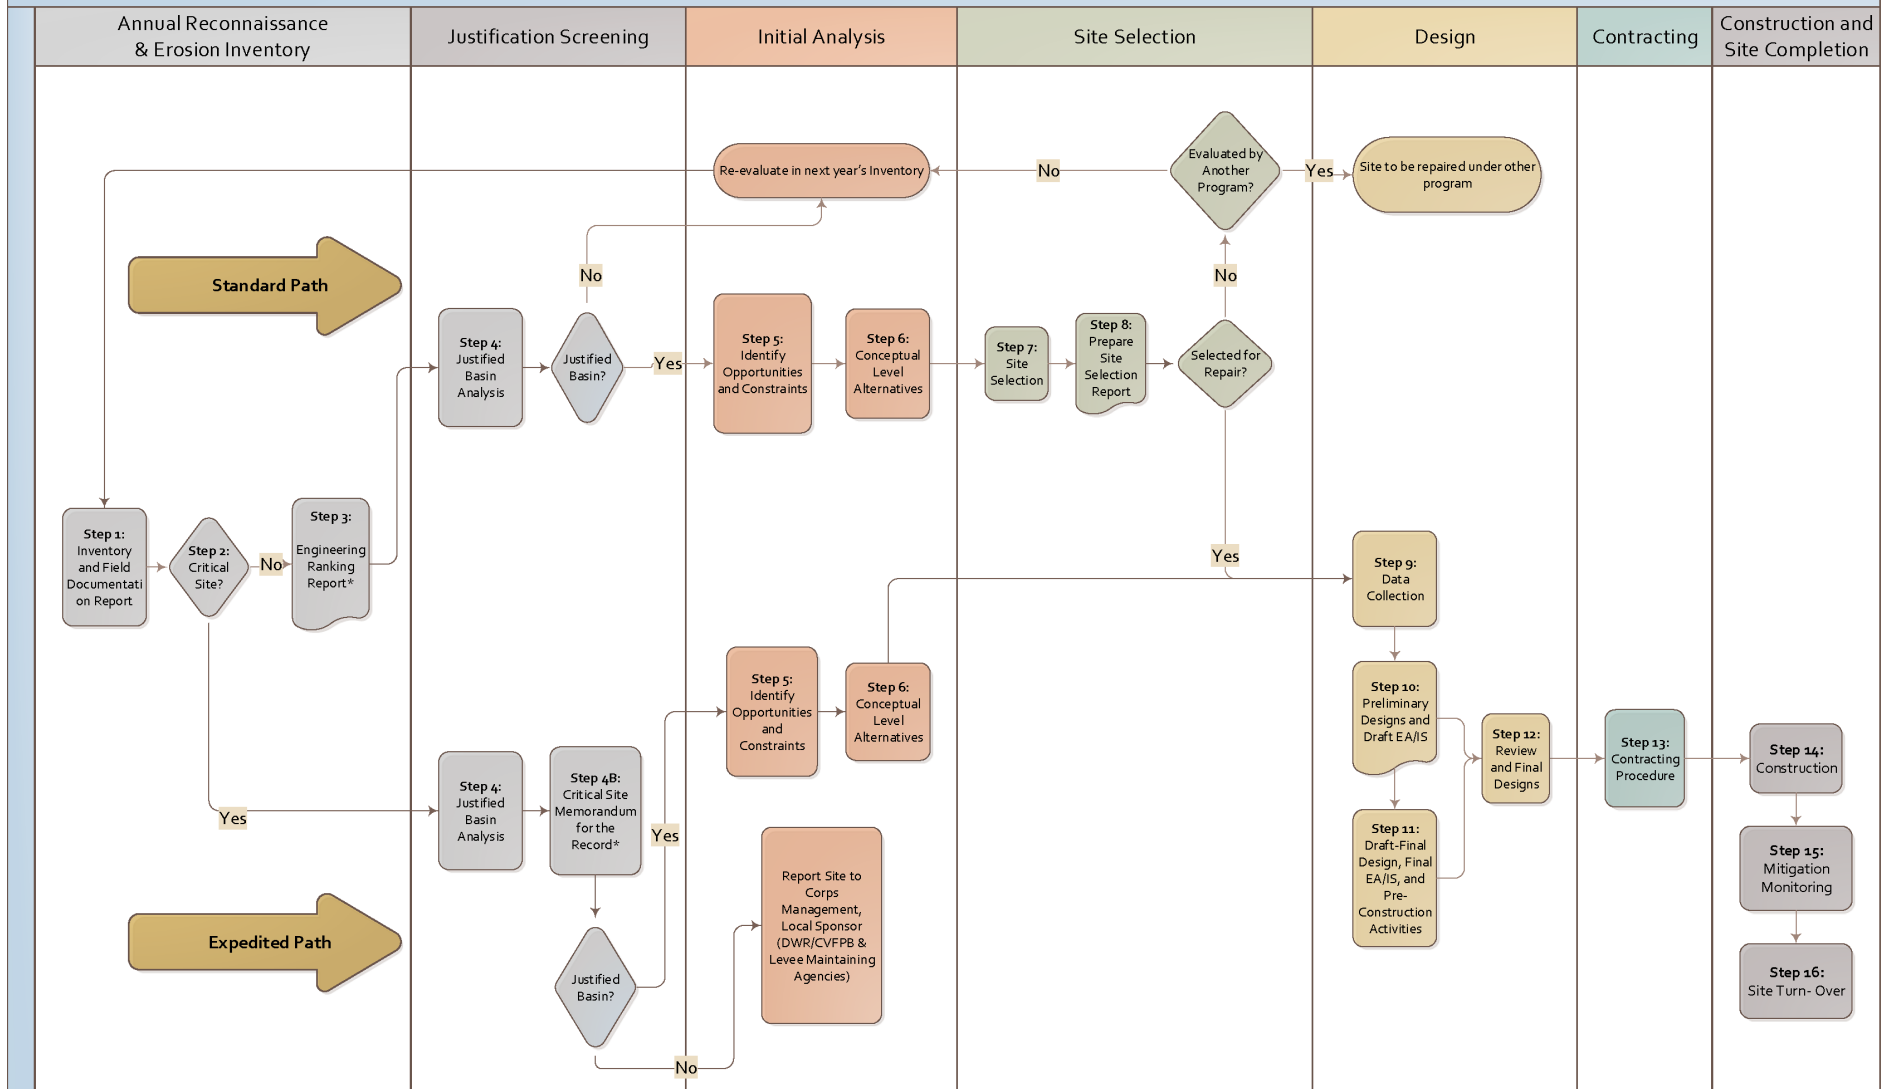 Annual Reconnaissance
& Erosion Inventory
Justification Screening
Initial Analysis
Site Selection
Design
Contracting
Construction and
Site Completion
Re-evaluate in next year's Inventory
No
Evaluated by
Another
Program?
Yes
Site to be repaired under other
program
Standard Path
No
No
Step 4:
Justified
Basin
Analysis
Justified
Basin?
Yes
Step 5:
Identify
Opportunities
and Constraints
Step 6:
Conceptual
Level
Alternatives
Step 7:
Site
Selection
Step 8:
Prepare
Site
Selection
Report
Selected for
Repair?
Yes
Step 1:
Inventory
and Field
Documentati
on Report
Step 2:
Critical
Site?
No
Step 3:
Engineering
Ranking
Report*
Step 9:
Data
Collection
Yes
Step 4:
Justified
Basin
Analysis
Step 4B:
Critical Site
Memorandum
for the
Record*
Yes
Step 5:
Identify
Opportunities
and
Constraints
Step 6:
Conceptual
Level
Alternatives
Step 10:
Preliminary
Designs and
Draft EA/IS
Step 11:
Draft-Final
Design, Final
EA/IS, and
Pre-
Construction
Activities
Step 12:
Review
and Final
Designs
Step 13:
Contracting
Procedure
Step 14:
Construction
Step 15:
Mitigation
Monitoring
Step 16:
Site Turn- Over
Expedited Path
Justified
Basin?
No
Report Site to
Corps
Management,
Local Sponsor
(DWR/CVFPB &
Levee Maintaining
Agencies)